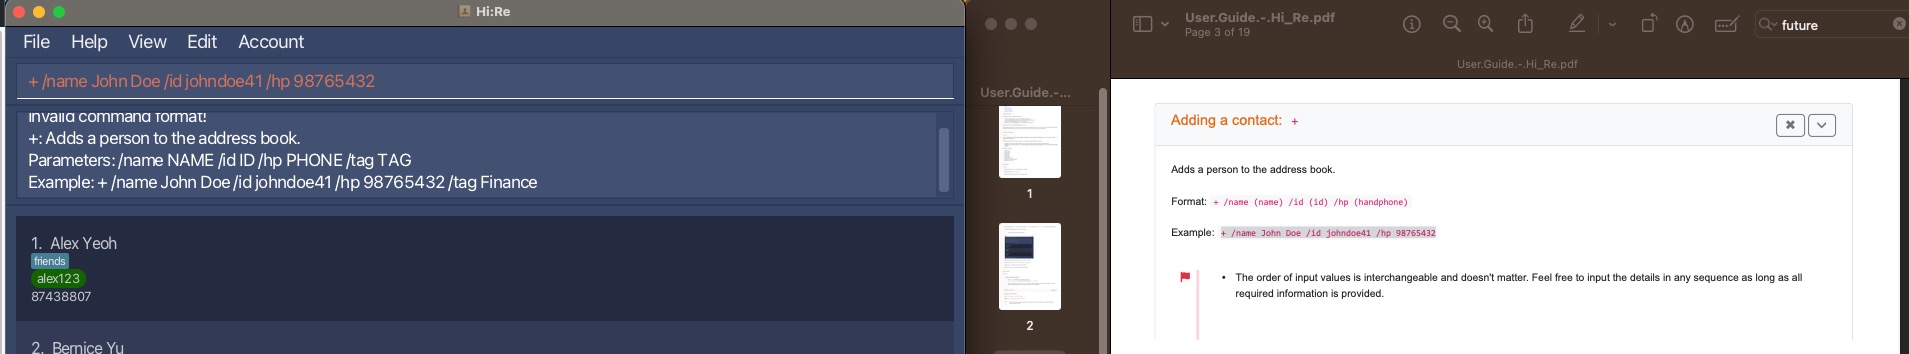 Hi:Re
File Help View Edit Account
+ /name John Doe /id johndoe41 /hp 98765432
Invalid command format!
+: Adds a person to the address book.
Parameters: /name NAME /id ID /hp PHONE /tag TAG
Example: + /name John Doe /id johndoe41 /hp 98765432 /tag Finance
1. Alex Yeoh
friends
alex123
87438807
2. Bernice Yu
User.Guide.-...
1
2
User.Guide.-.Hi_Re.pdf
Page 3 of 19
future
User.Guide.-.Hi_Re.pdf
Adding a contact: +
Adds a person to the address book.
Format: + /name (name) /id (id) /hp (handphone)
Example: + /name John Doe /id johndoe41 /hp 98765432
• The order of input values is interchangeable and doesn't matter. Feel free to input the details in any sequence as long as all
required information is provided.